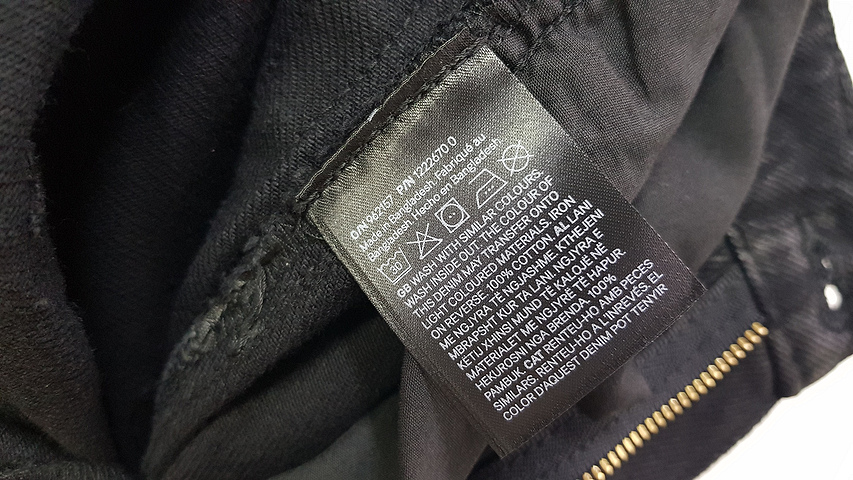 O/N 962457 P/N 1222670 0
Made in Bangladesh Fabriqué au
Bangladesh Hecho en Bangladesh
30°
GB WASH WITH SIMILAR COLOURS.
WASH INSIDE OUT. THE COLOUR OF
THIS DENIM MAY TRANSFER ONTO
LIGHT COLOURED MATERIALS. IRON
ON REVERSE. 100% COTTON. AL LANI
ME NGJYRA TË NGJASHME. KTHEJENI
MBRAPSHT KUR TA LANI. NGJYRA E
KËTIJ XHINSI MUND TË KALOJË NË
MATERIALET ME NGJYRË TË HAPUR.
HEKUROSNI NGA BRENDA. 100%
PAMBUK. CAT RENTEU-HO AMB PECES
SIMILARS. RENTEU-HO A L'INREVÉS. EL
COLOR D'AQUEST DENIM POT TENYIR